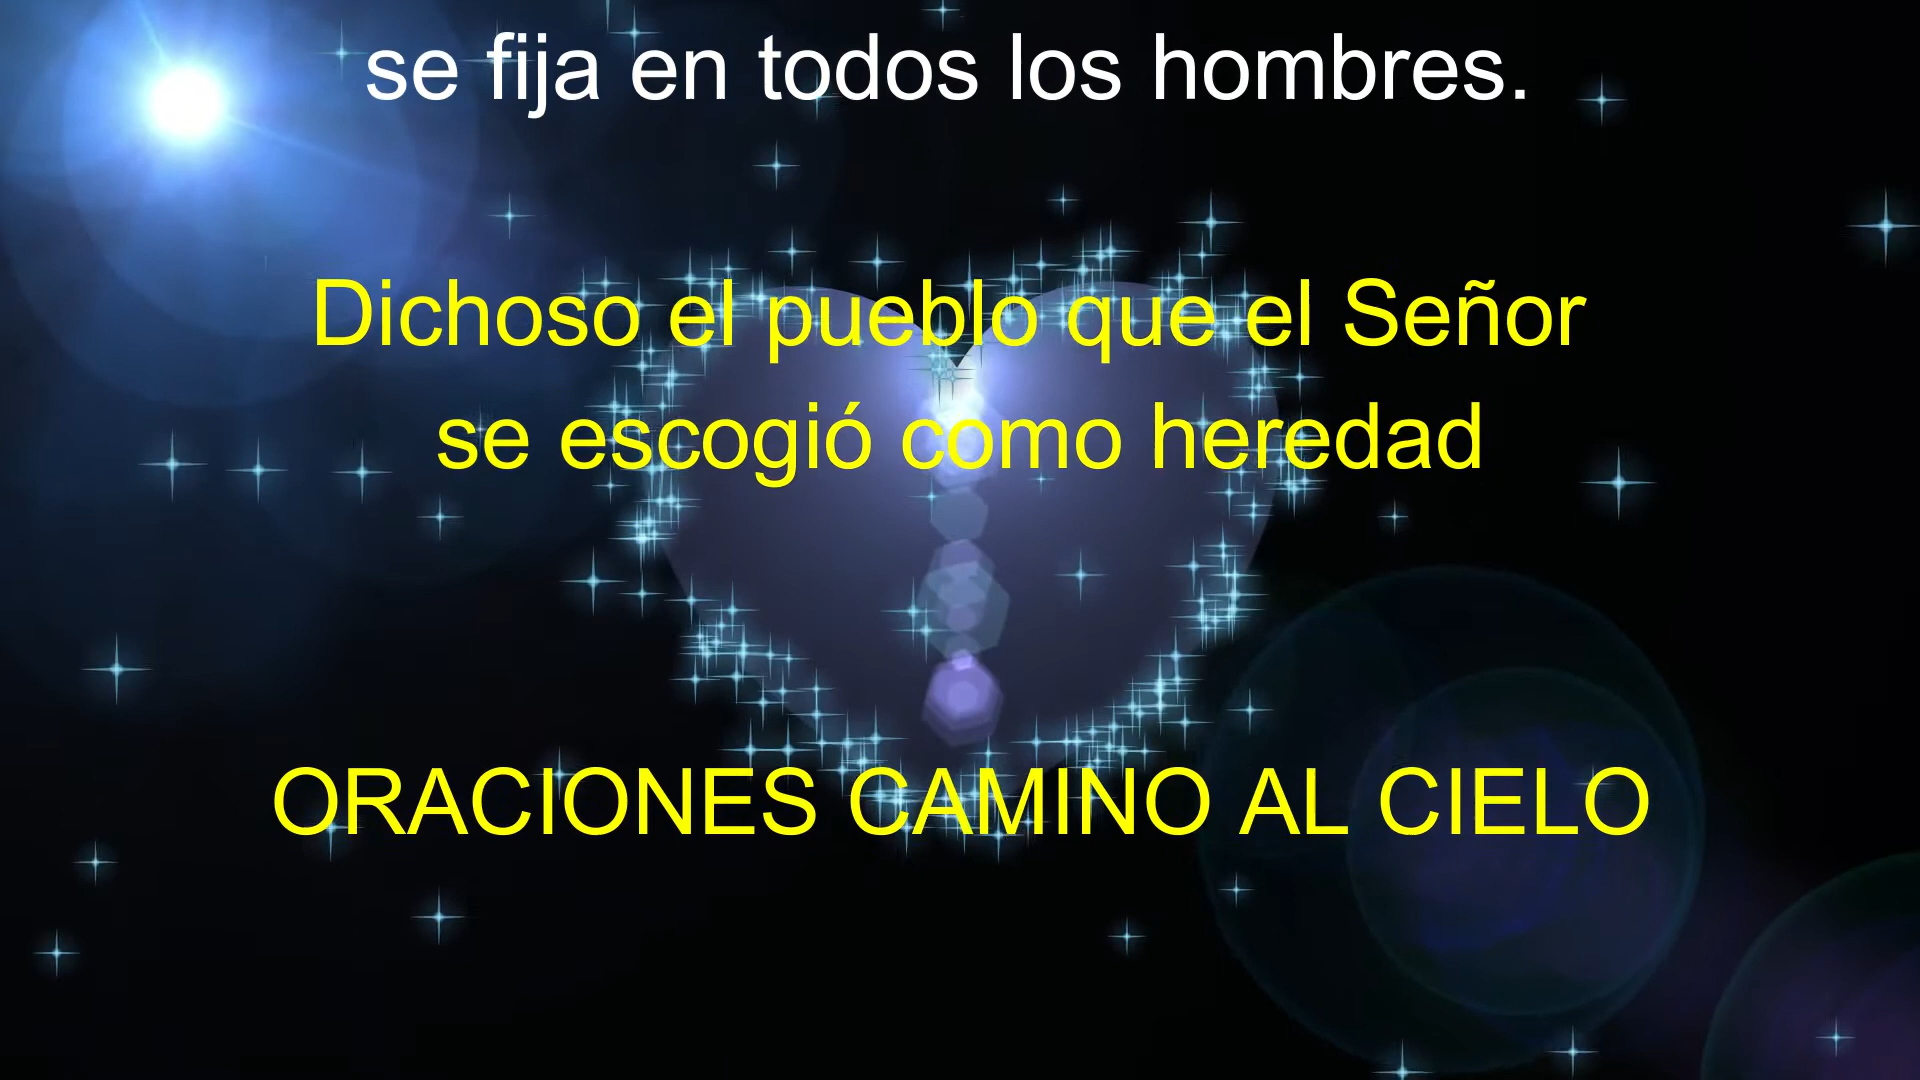 se fija en todos los hombres.
Dichoso el pueblo que el Señor
se escogió como heredad
ORACIONES CAMINO AL CIELO